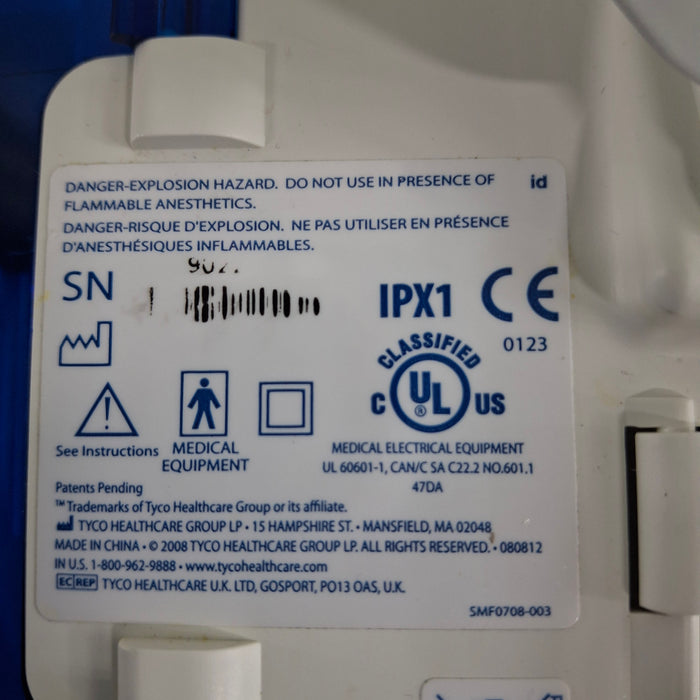 DANGER-EXPLOSION HAZARD. DO NOT USE IN PRESENCE OF
FLAMMABLE ANESTHETICS.
id
DANGER-RISQUE D'EXPLOSION. NE PAS UTILISER EN PRÉSENCE
D'ANESTHÉSIQUES INFLAMMABLES.
SN
IPX1 CE
0123
CLASSIFIED
C UL® US
See Instructions
MEDICAL
EQUIPMENT
MEDICAL ELECTRICAL EQUIPMENT
UL 60601-1, CAN/C SA C22.2 NO.601.1
47DA
Patents Pending
™ Trademarks of Tyco Healthcare Group or its affiliate.
TYCO HEALTHCARE GROUP LP • 15 HAMPSHIRE ST. • MANSFIELD, MA 02048
MADE IN CHINA • © 2008 TYCO HEALTHCARE GROUP LP. ALL RIGHTS RESERVED. • 080812
IN U.S. 1-800-962-9888 • www.tycohealthcare.com
EC REP TYCO HEALTHCARE U.K. LTD, GOSPORT, PO13 OAS, U.K.
SMF0708-003